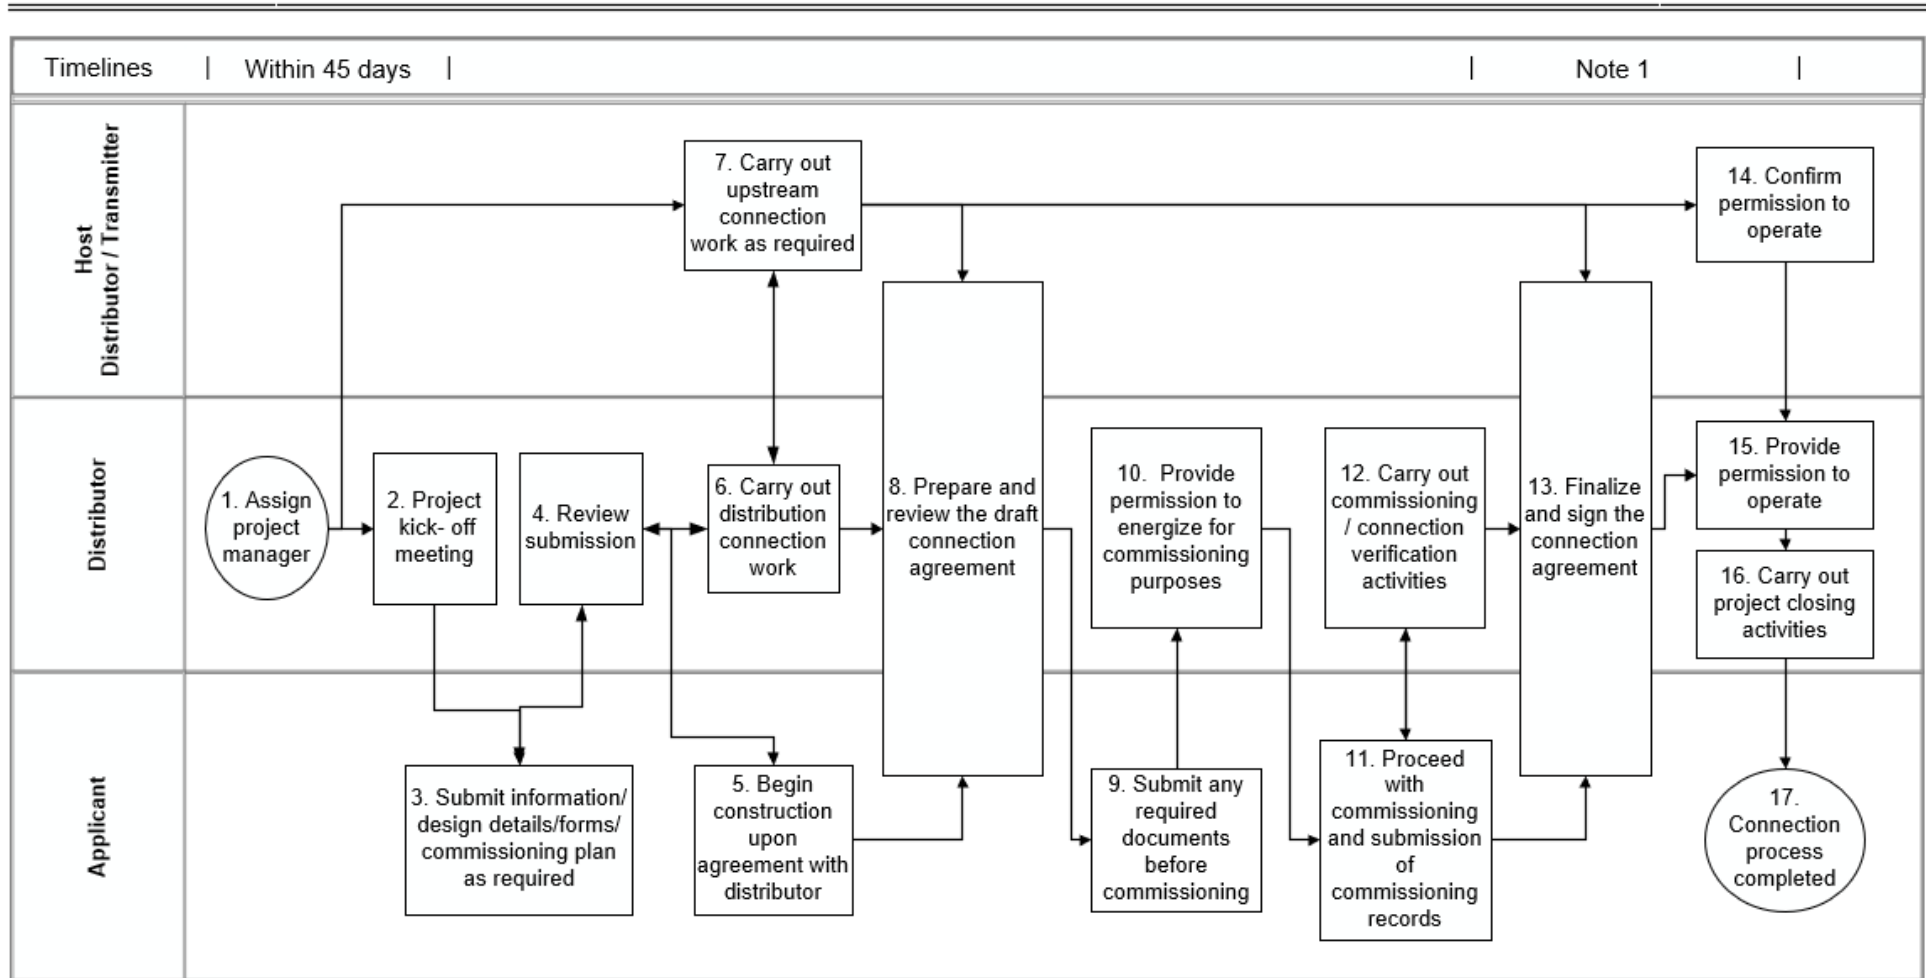 Timelines | Within 45 days | | Note 1 |
Host
Distributor / Transmitter
7. Carry out
upstream
connection
work as required
14. Confirm
permission to
operate
Distributor
1. Assign
project
manager
2. Project
kick- off
meeting
4. Review
submission
6. Carry out
distribution
connection
work
8. Prepare and
review the draft
connection
agreement
10. Provide
permission to
energize for
commissioning
purposes
12. Carry out
commissioning
/ connection
verification
activities
13. Finalize
and sign the
connection
agreement
15. Provide
permission to
operate
16. Carry out
project closing
activities
Applicant
3. Submit information/
design details/forms/
commissioning plan
as required
5. Begin
construction
upon
agreement with
distributor
9. Submit any
required
documents
before
commissioning
11. Proceed
with
commissioning
and submission
of
commissioning
records
17.
Connection
process
completed